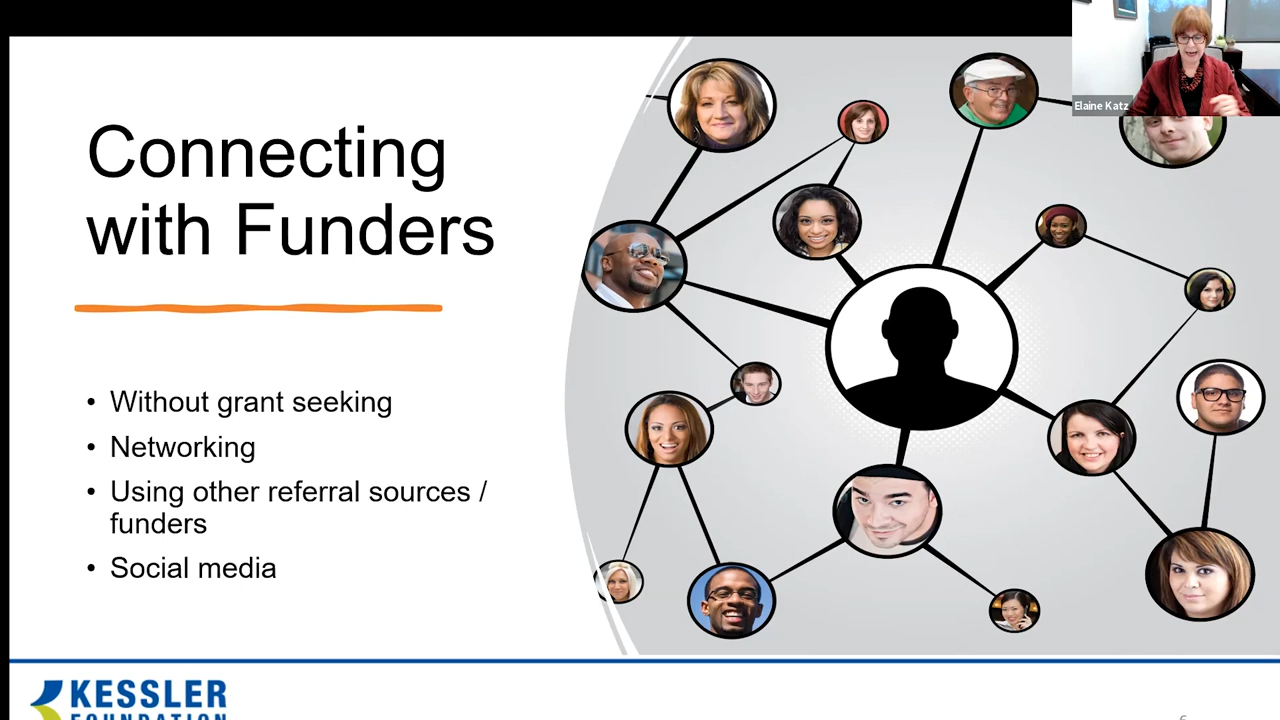 Elaine Katz
Connecting
with Funders
• Without grant seeking
• Networking
• Using other referral sources /
funders
• Social media
KESSLER
FOUNDATION